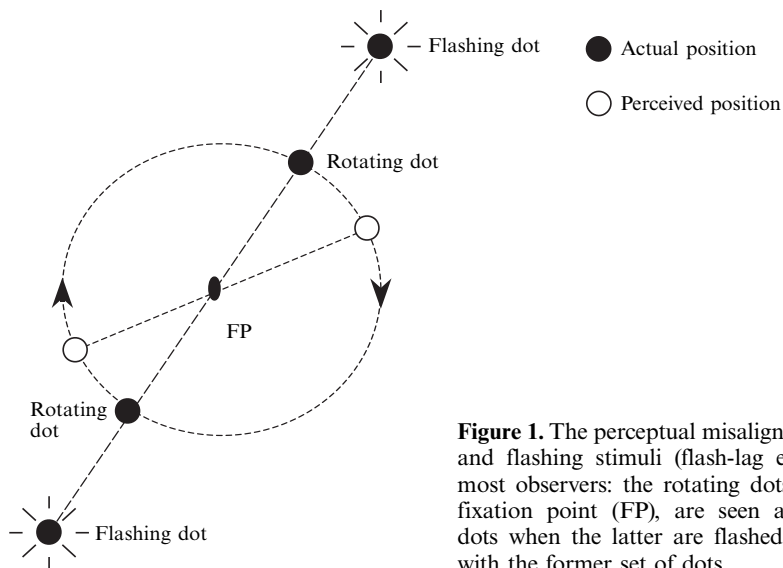 Flashing dot
Actual position
Perceived position
Rotating dot
FP
Rotating
dot
Flashing dot
Figure 1. The perceptual
and flashing stimuli (flash-lag
most observers: the rotating dots
fixation point (FP), are seen
dots when the latter are flashed
with the former set of dots